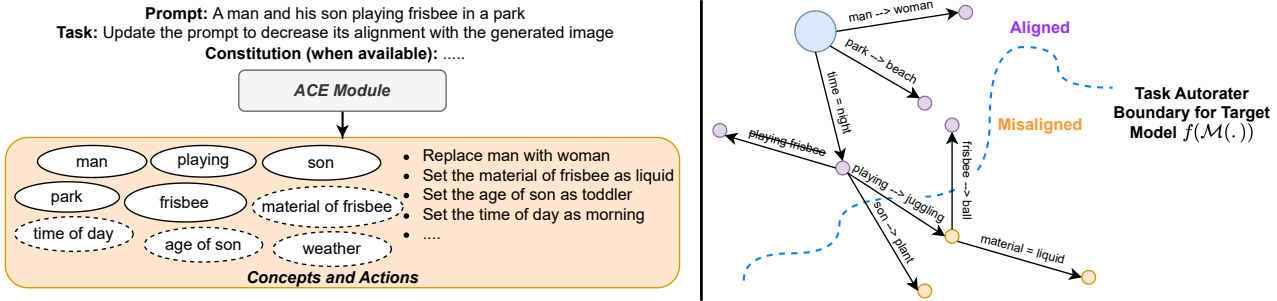 Prompt: A man and his son playing frisbee in a park
Task: Update the prompt to decrease its alignment with the generated image
Constitution (when available): .....
ACE Module
man
playing
son
park
frisbee
material of frisbee
time of day
age of son
weather
• Replace man with woman
• Set the material of frisbee as liquid
• Set the age of son as toddler
• Set the time of day as morning
• ....
Concepts and Actions
man --> woman
park --> beach
time = night
playing frisbee
playing --> juggling
son --> plant
frisbee --> ball
material = liquid
Aligned
Misaligned
Task Autorater
Boundary for Target
Model f(M(.))